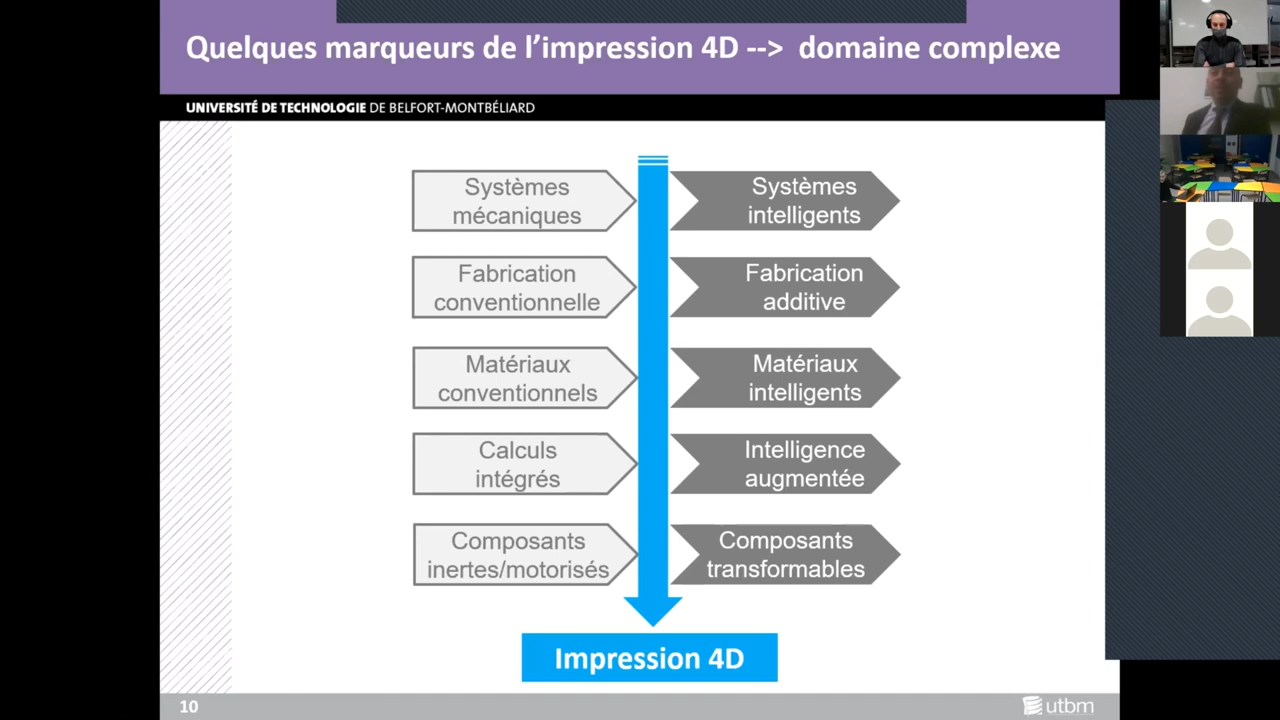 Quelques marqueurs de l’impression 4D --> domaine complexe
UNIVERSITÉ DE TECHNOLOGIE DE BELFORT-MONTBÉLIARD
Systèmes
mécaniques
Systèmes
intelligents
Fabrication
conventionnelle
Fabrication
additive
Matériaux
conventionnels
Matériaux
intelligents
Calculs
intégrés
Intelligence
augmentée
Composants
inertes/motorisés
Composants
transformables
Impression 4D
10
utbm